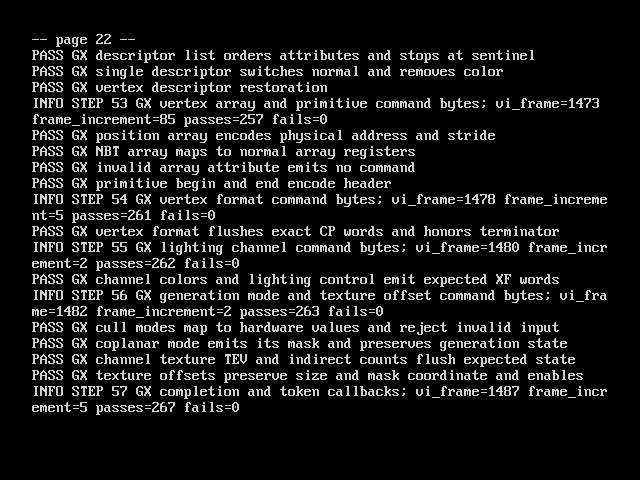 -- page 22 --
PASS GX descriptor list orders attributes and stops at sentinel
PASS GX single descriptor switches normal and removes color
PASS GX vertex descriptor restoration
INFO STEP 53 GX vertex array and primitive command bytes; vi_frame=1473
frame_increment=85 passes=257 fails=0
PASS GX position array encodes physical address and stride
PASS GX NBT array maps to normal array registers
PASS GX invalid array attribute emits no command
PASS GX primitive begin and end encode header
INFO STEP 54 GX vertex format command bytes; vi_frame=1478 frame_increme
nt=5 passes=261 fails=0
PASS GX vertex format flushes exact CP words and honors terminator
INFO STEP 55 GX lighting channel command bytes; vi_frame=1480 frame_incr
ement=2 passes=262 fails=0
PASS GX channel colors and lighting control emit expected XF words
INFO STEP 56 GX generation mode and texture offset command bytes; vi_fra
me=1482 frame_increment=2 passes=263 fails=0
PASS GX cull modes map to hardware values and reject invalid input
PASS GX coplanar mode emits its mask and preserves generation state
PASS GX channel texture TEV and indirect counts flush expected state
PASS GX texture offsets preserve size and mask coordinate and enables
INFO STEP 57 GX completion and token callbacks; vi_frame=1487 frame_incr
ement=5 passes=267 fails=0